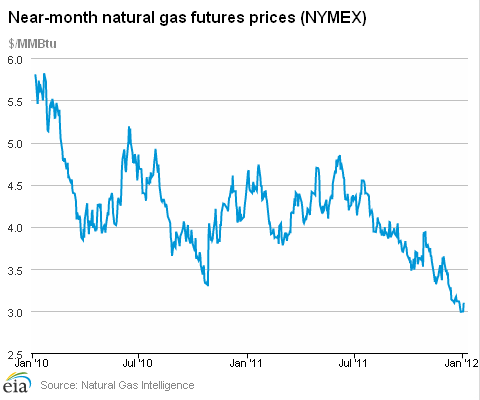 Near-month natural gas futures prices (NYMEX)
$/MMBtu
6.0
5.5
5.0
4.5
4.0
3.5
3.0
2.5
Jan '10 Jul '10 Jan '11 Jul '11 Jan '12
eia Source: Natural Gas Intelligence